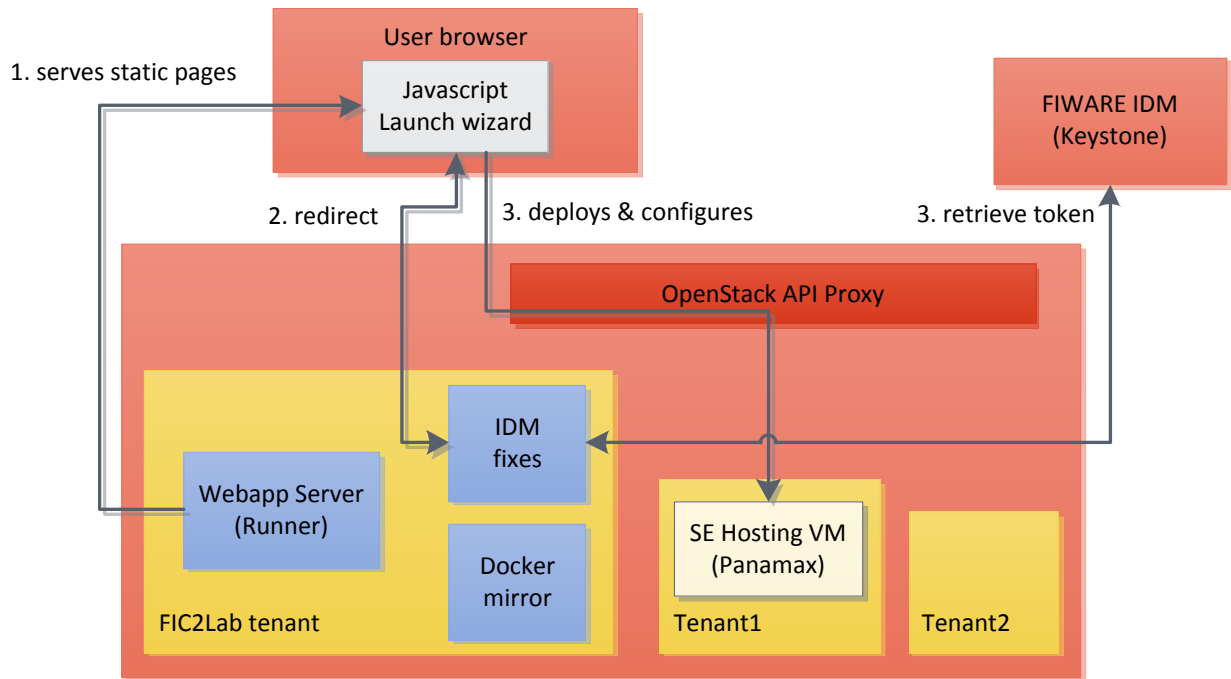 User browser
1. serves static pages
Javascript
Launch wizard
FIWARE IDM
(Keystone)
2. redirect
3. deploys & configures
3. retrieve token
OpenStack API Proxy
IDM
fixes
Webapp Server
(Runner)
Docker
mirror
FIC2Lab tenant
SE Hosting VM
(Panamax)
Tenant1
Tenant2